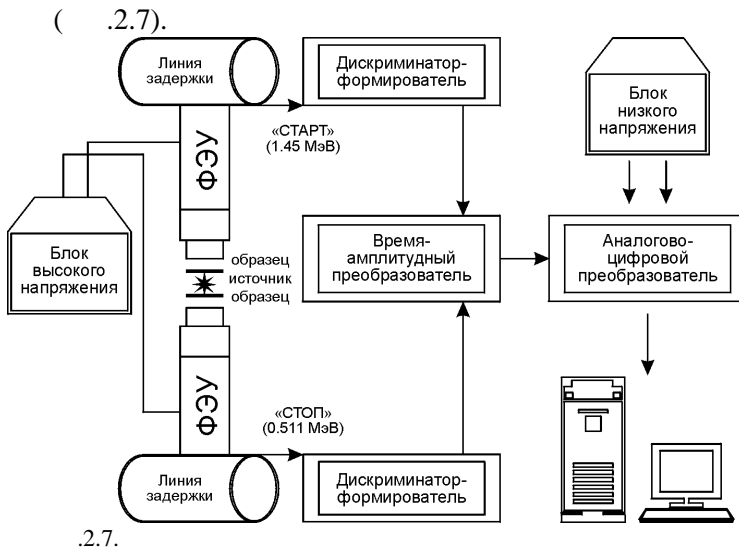 ( .2.7).
Линия
задержки
Дискриминатор-
формирователь
Блок
низкого
напряжения
«СТАРТ»
(1.45 МэВ)
ФЭУ
Блок
высокого
напряжения
образец
источник
образец
Время-
амплитудный
преобразователь
Аналогово-
цифровой
преобразователь
ФЭУ
«СТОП»
(0.511 МэВ)
Линия
задержки
Дискриминатор-
формирователь
.2.7.